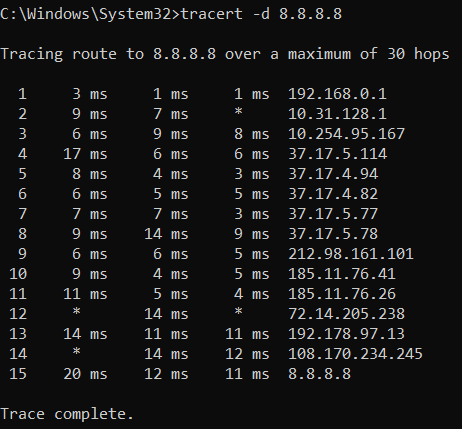 C:\Windows\System32>tracert -d 8.8.8.8
Tracing route to 8.8.8.8 over a maximum of 30 hops
1 3 ms 1 ms 1 ms 192.168.0.1
2 9 ms 7 ms * 10.31.128.1
3 6 ms 9 ms 8 ms 10.254.95.167
4 17 ms 6 ms 6 ms 37.17.5.114
5 8 ms 4 ms 3 ms 37.17.4.94
6 6 ms 5 ms 5 ms 37.17.4.82
7 7 ms 7 ms 3 ms 37.17.5.77
8 9 ms 14 ms 9 ms 37.17.5.78
9 6 ms 6 ms 5 ms 212.98.161.101
10 9 ms 4 ms 5 ms 185.11.76.41
11 11 ms 5 ms 4 ms 185.11.76.26
12 * 14 ms * 72.14.205.238
13 14 ms 11 ms 11 ms 192.178.97.13
14 * 14 ms 12 ms 108.170.234.245
15 20 ms 12 ms 11 ms 8.8.8.8
Trace complete.